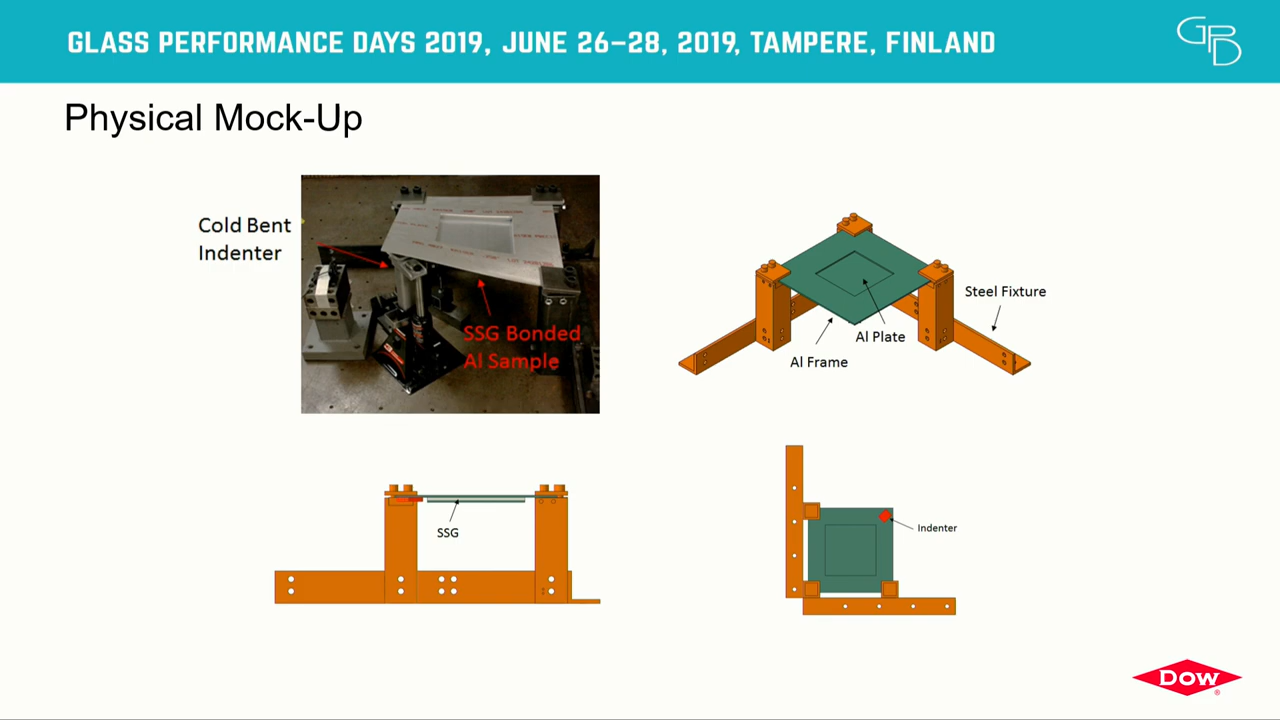 GLASS PERFORMANCE DAYS 2019, JUNE 26–28, 2019, TAMPERE, FINLAND
GPD
Physical Mock-Up
Cold Bent
Indenter
SSG Bonded
Al Sample
Steel Fixture
Al Plate
Al Frame
SSG
Indenter
Dow